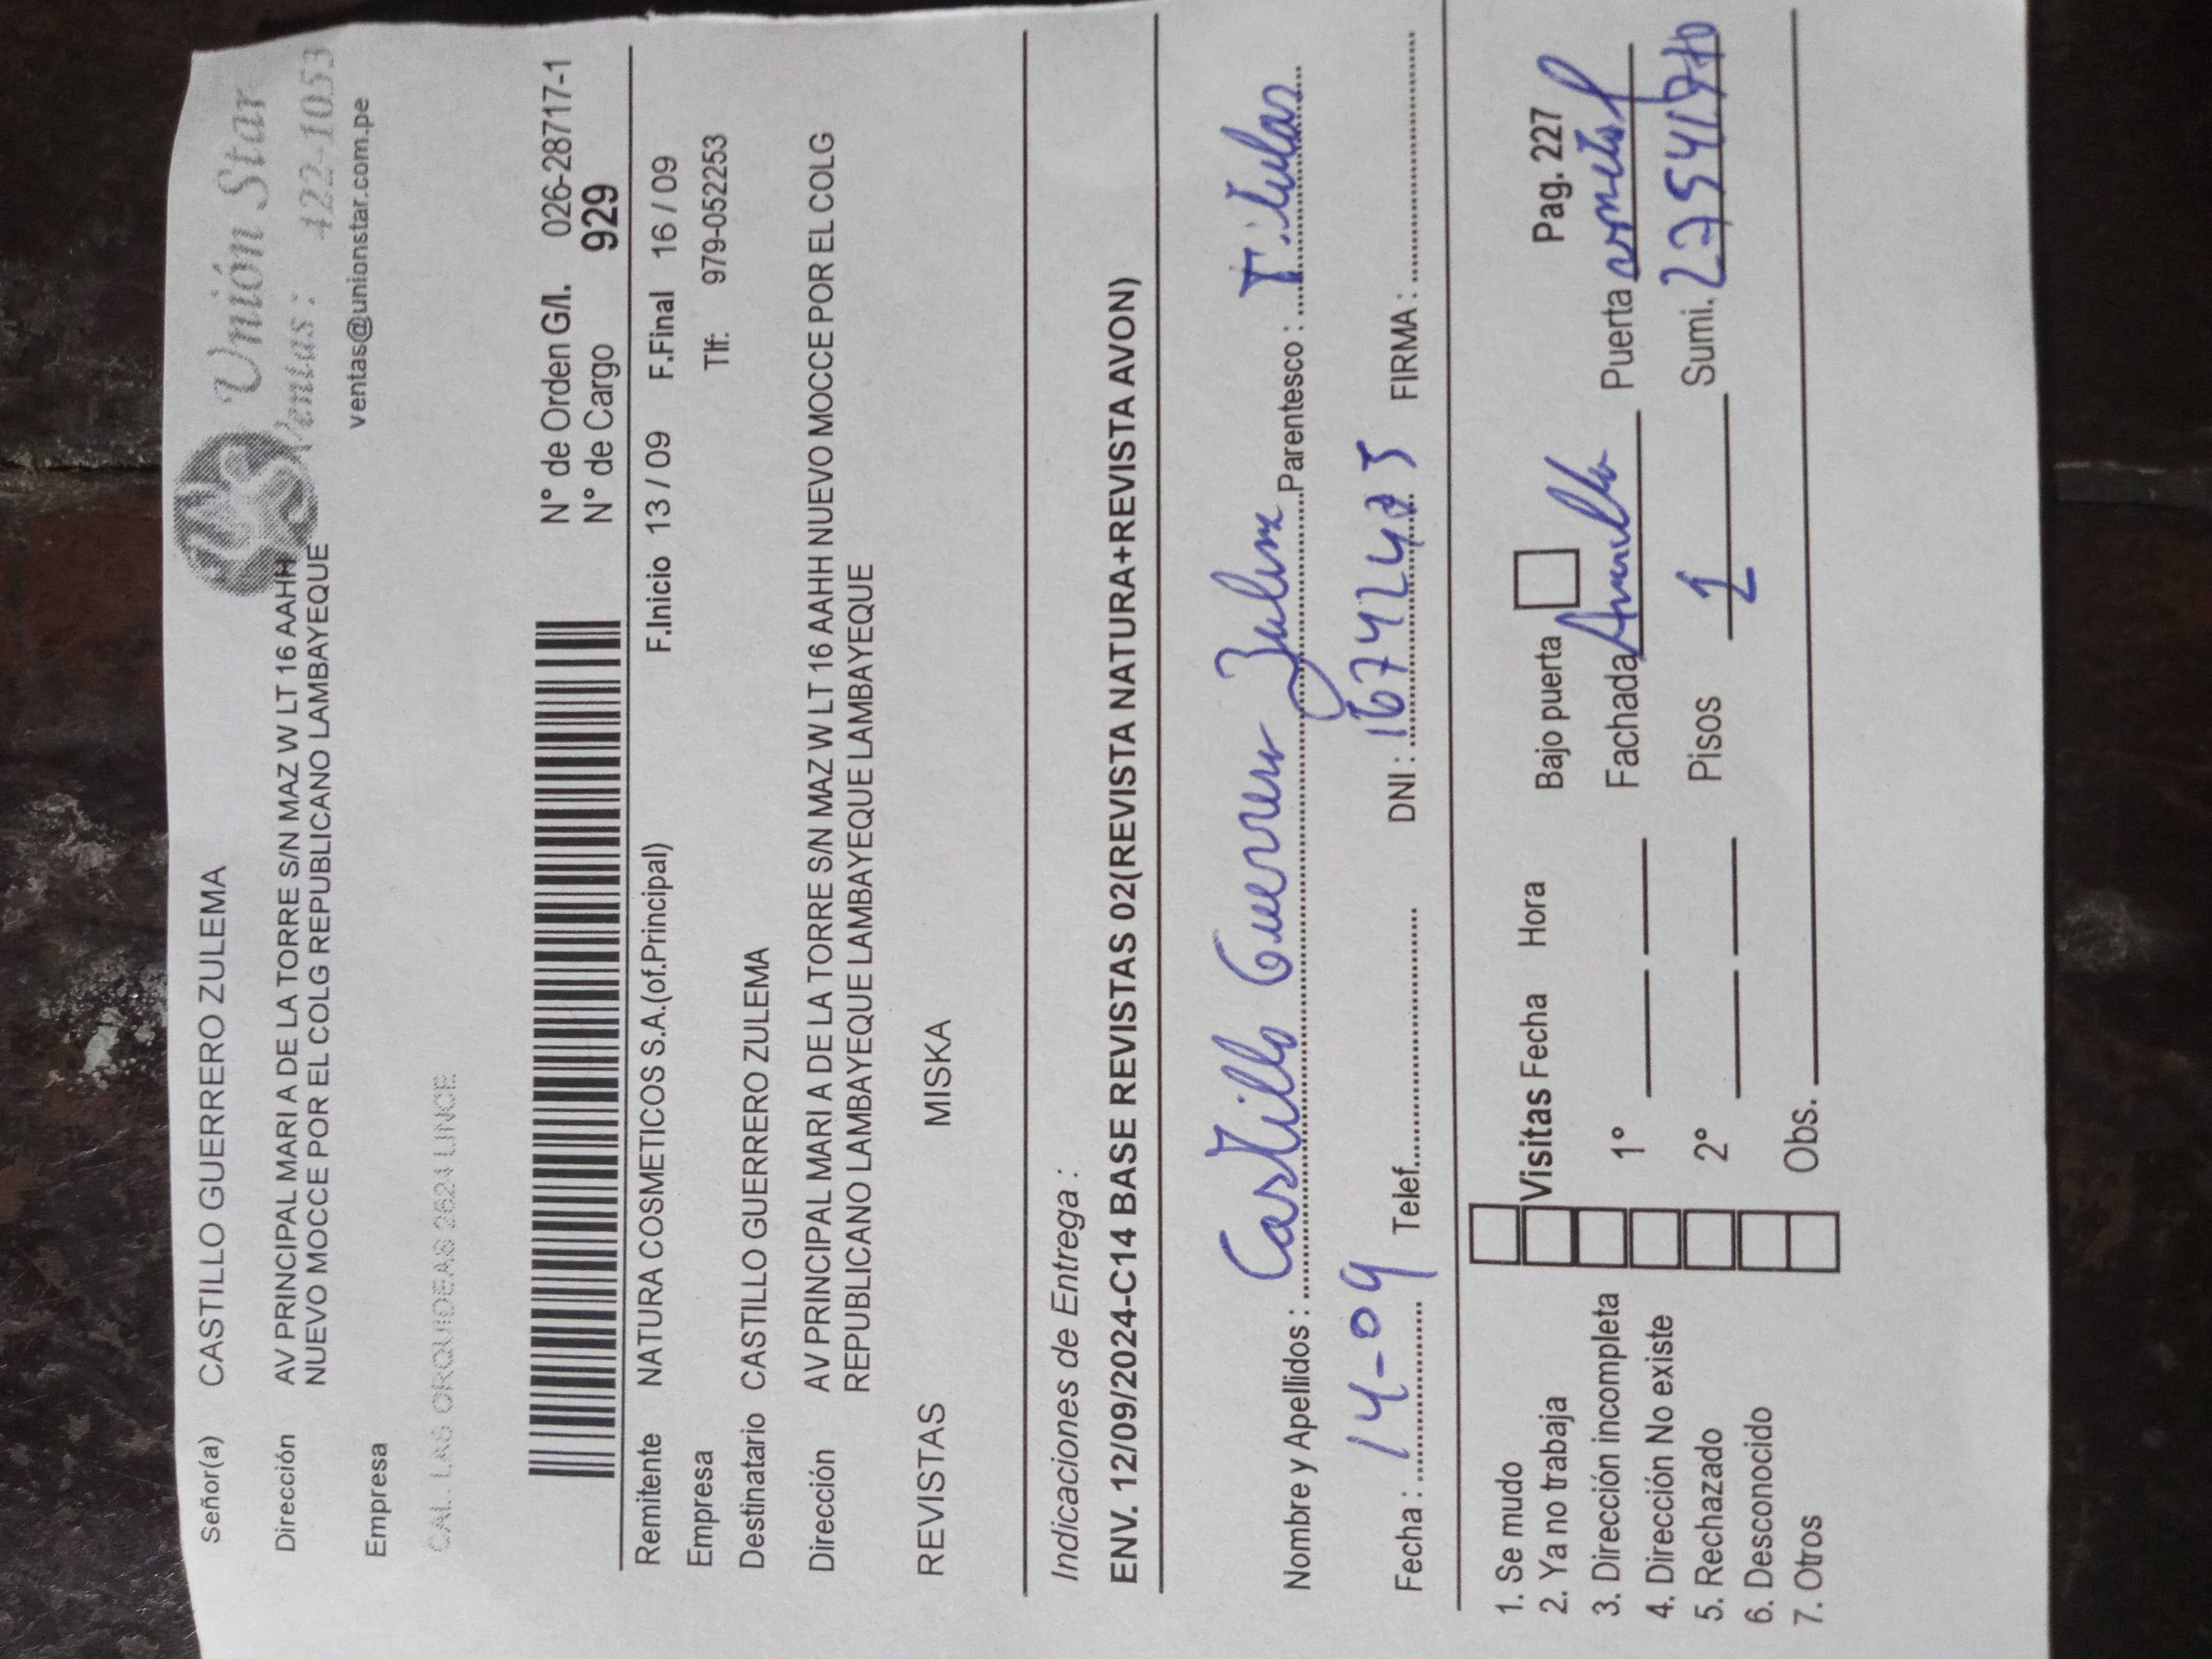 Unión Star
Ventas : 422-1053
ventas@unionstar.com.pe
Señor(a) CASTILLO GUERRERO ZULEMA
Dirección AV PRINCIPAL MARI A DE LA TORRE S/N MAZ W LT 16 AAHH
NUEVO MOCCE POR EL COLG REPUBLICANO LAMBAYEQUE
Empresa
CAL. LAS ORQUIDEAS 2624 LINCE
N° de Orden G/I. 026-28717-1
N° de Cargo 929
Remitente NATURA COSMETICOS S.A.(of.Principal) F.Inicio 13 / 09 F.Final 16 / 09
Empresa Tlf: 979-052253
Destinatario CASTILLO GUERRERO ZULEMA
Dirección AV PRINCIPAL MARI A DE LA TORRE S/N MAZ W LT 16 AAHH NUEVO MOCCE POR EL COLG
REPUBLICANO LAMBAYEQUE LAMBAYEQUE LAMBAYEQUE
REVISTAS MISKA
Indicaciones de Entrega :
ENV. 12/09/2024-C14 BASE REVISTAS 02(REVISTA NATURA+REVISTA AVON)
Nombre y Apellidos : Castillo Guerrero Zulema Parentesco : Titular
Fecha : 14-09 Telef. DNI : FIRMA :
1. Se mudo
2. Ya no trabaja
3. Dirección incompleta
4. Dirección No existe
5. Rechazado
6. Desconocido
7. Otros
Visitas Fecha Hora Bajo puerta Pag. 227
1° Fachada Puerta
2° Pisos 1 Sumi.
Obs.